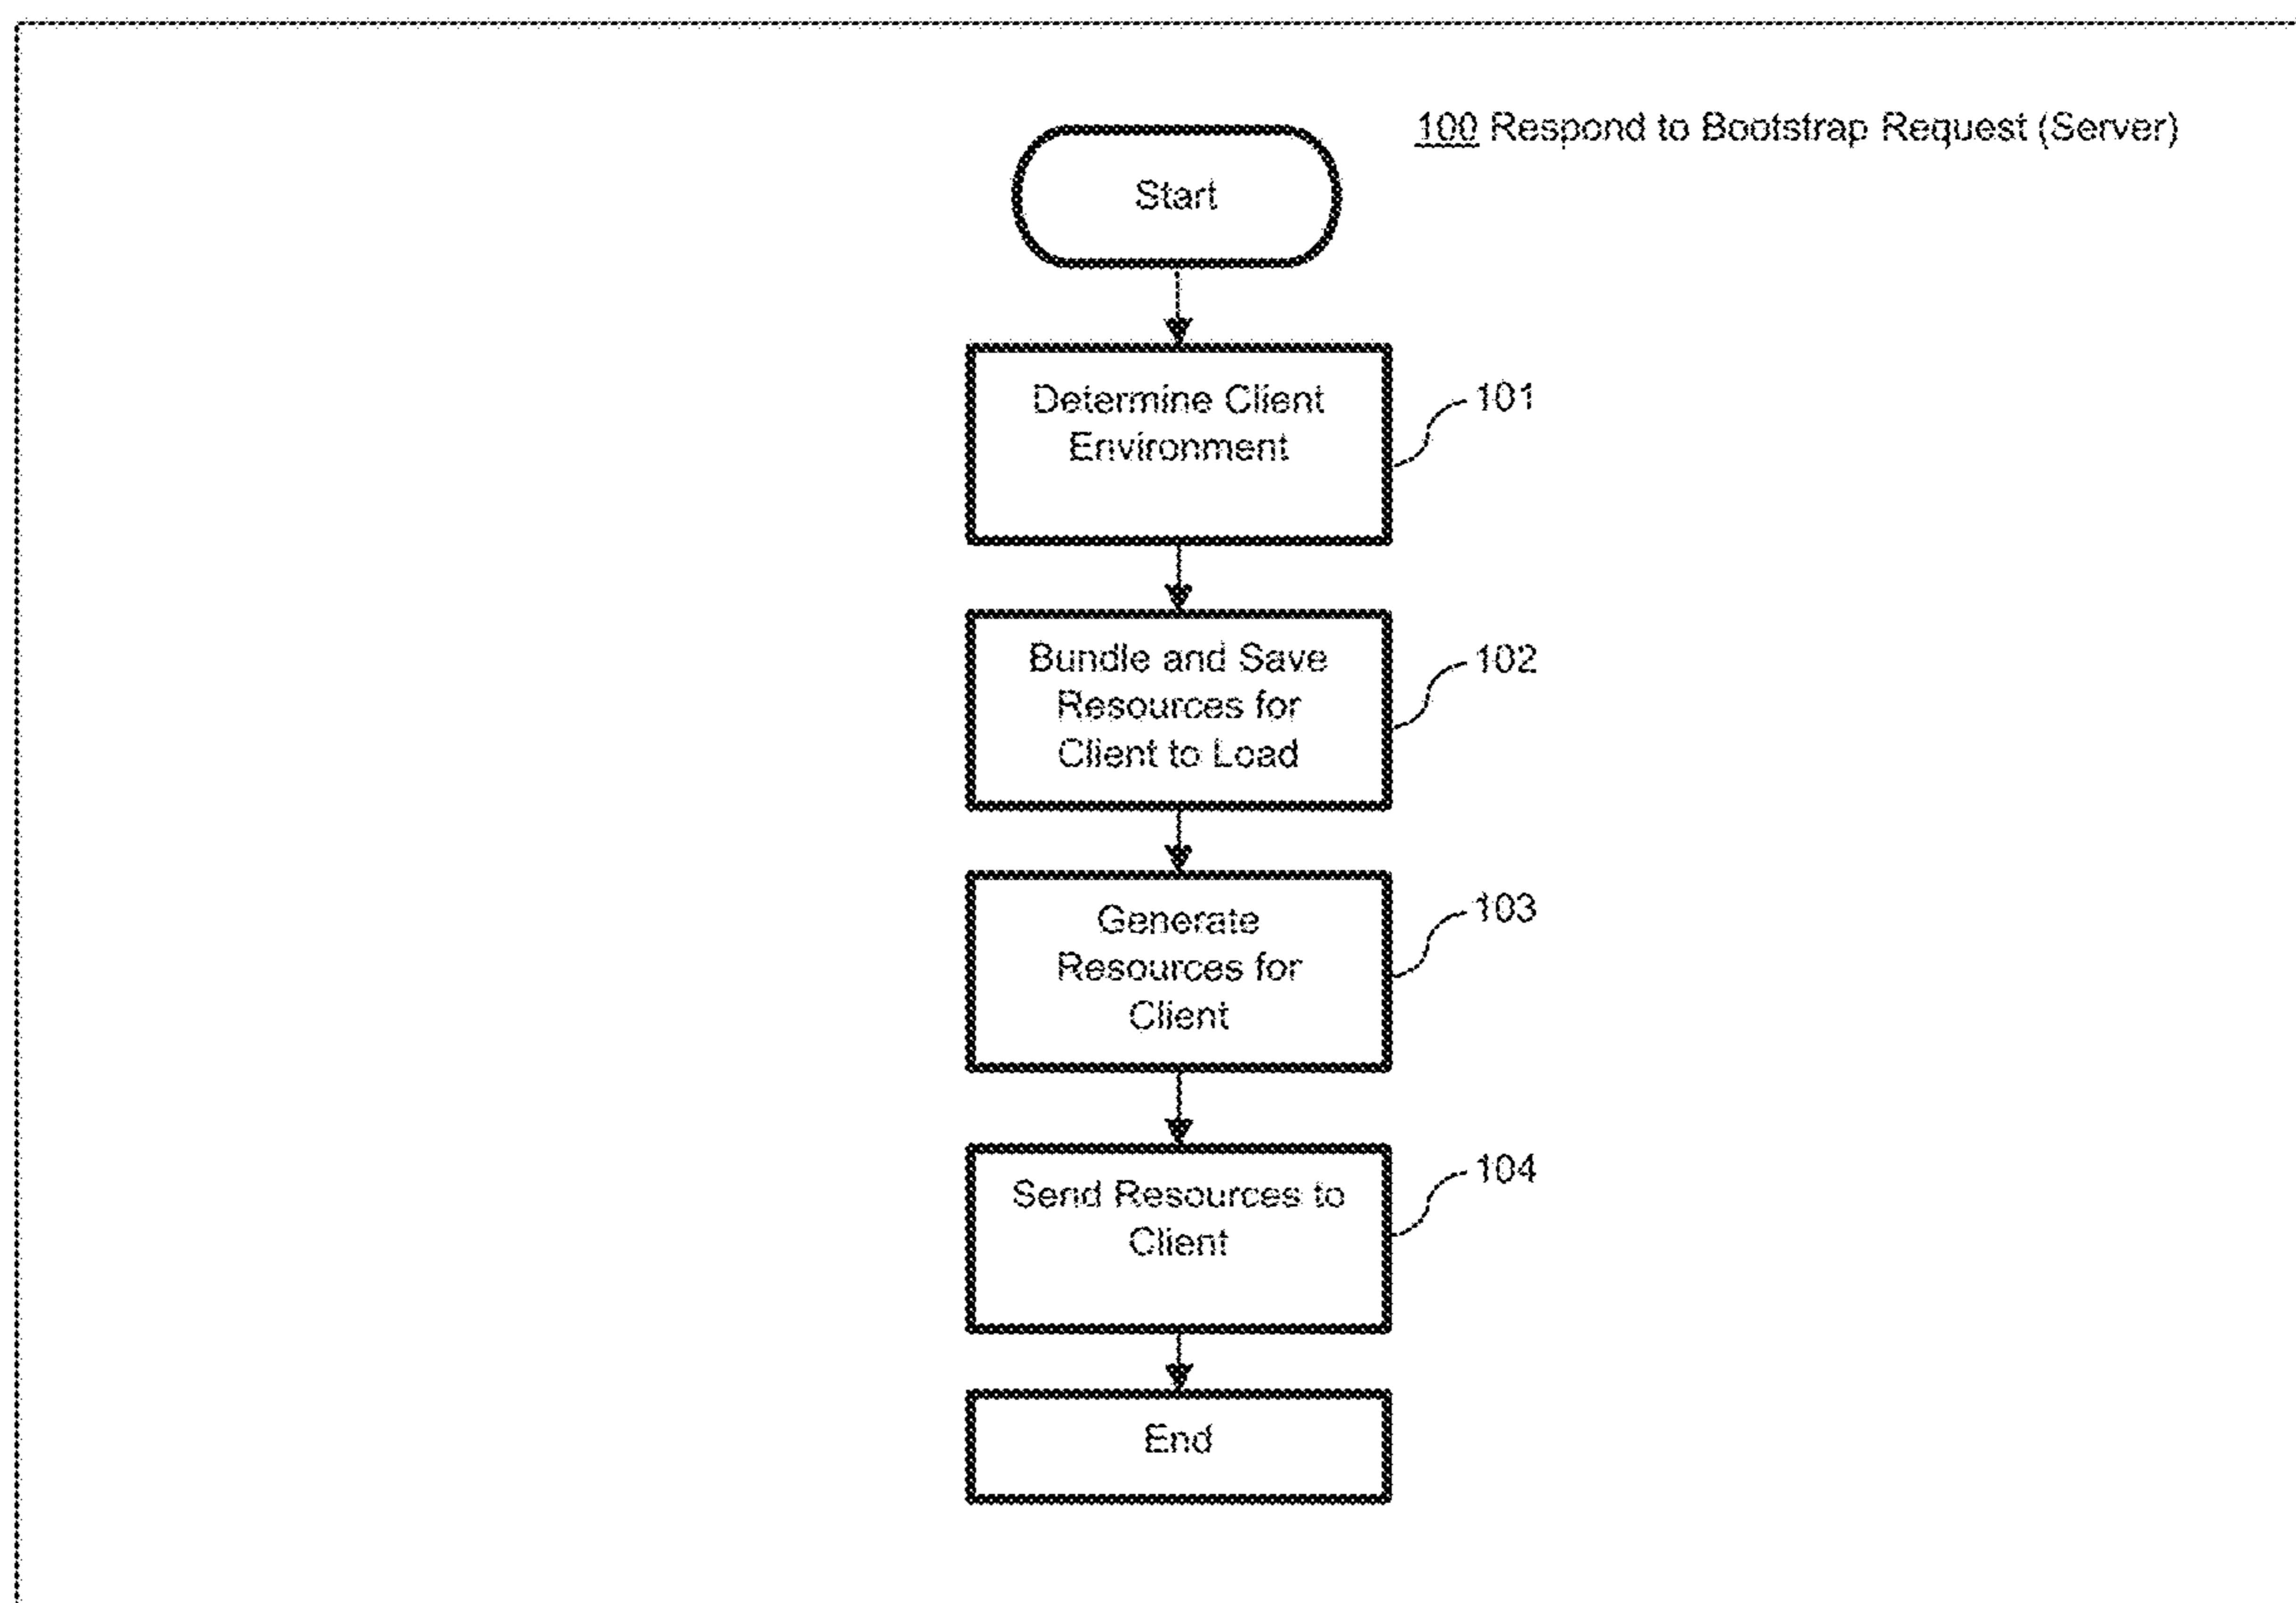 100 Respond to Bootstrap Request (Server)
Start
Determine Client
Environment
101
Bundle and Save
Resources for
Client to Load
102
Generate
Resources for
Client
103
Send Resources to
Client
104
End